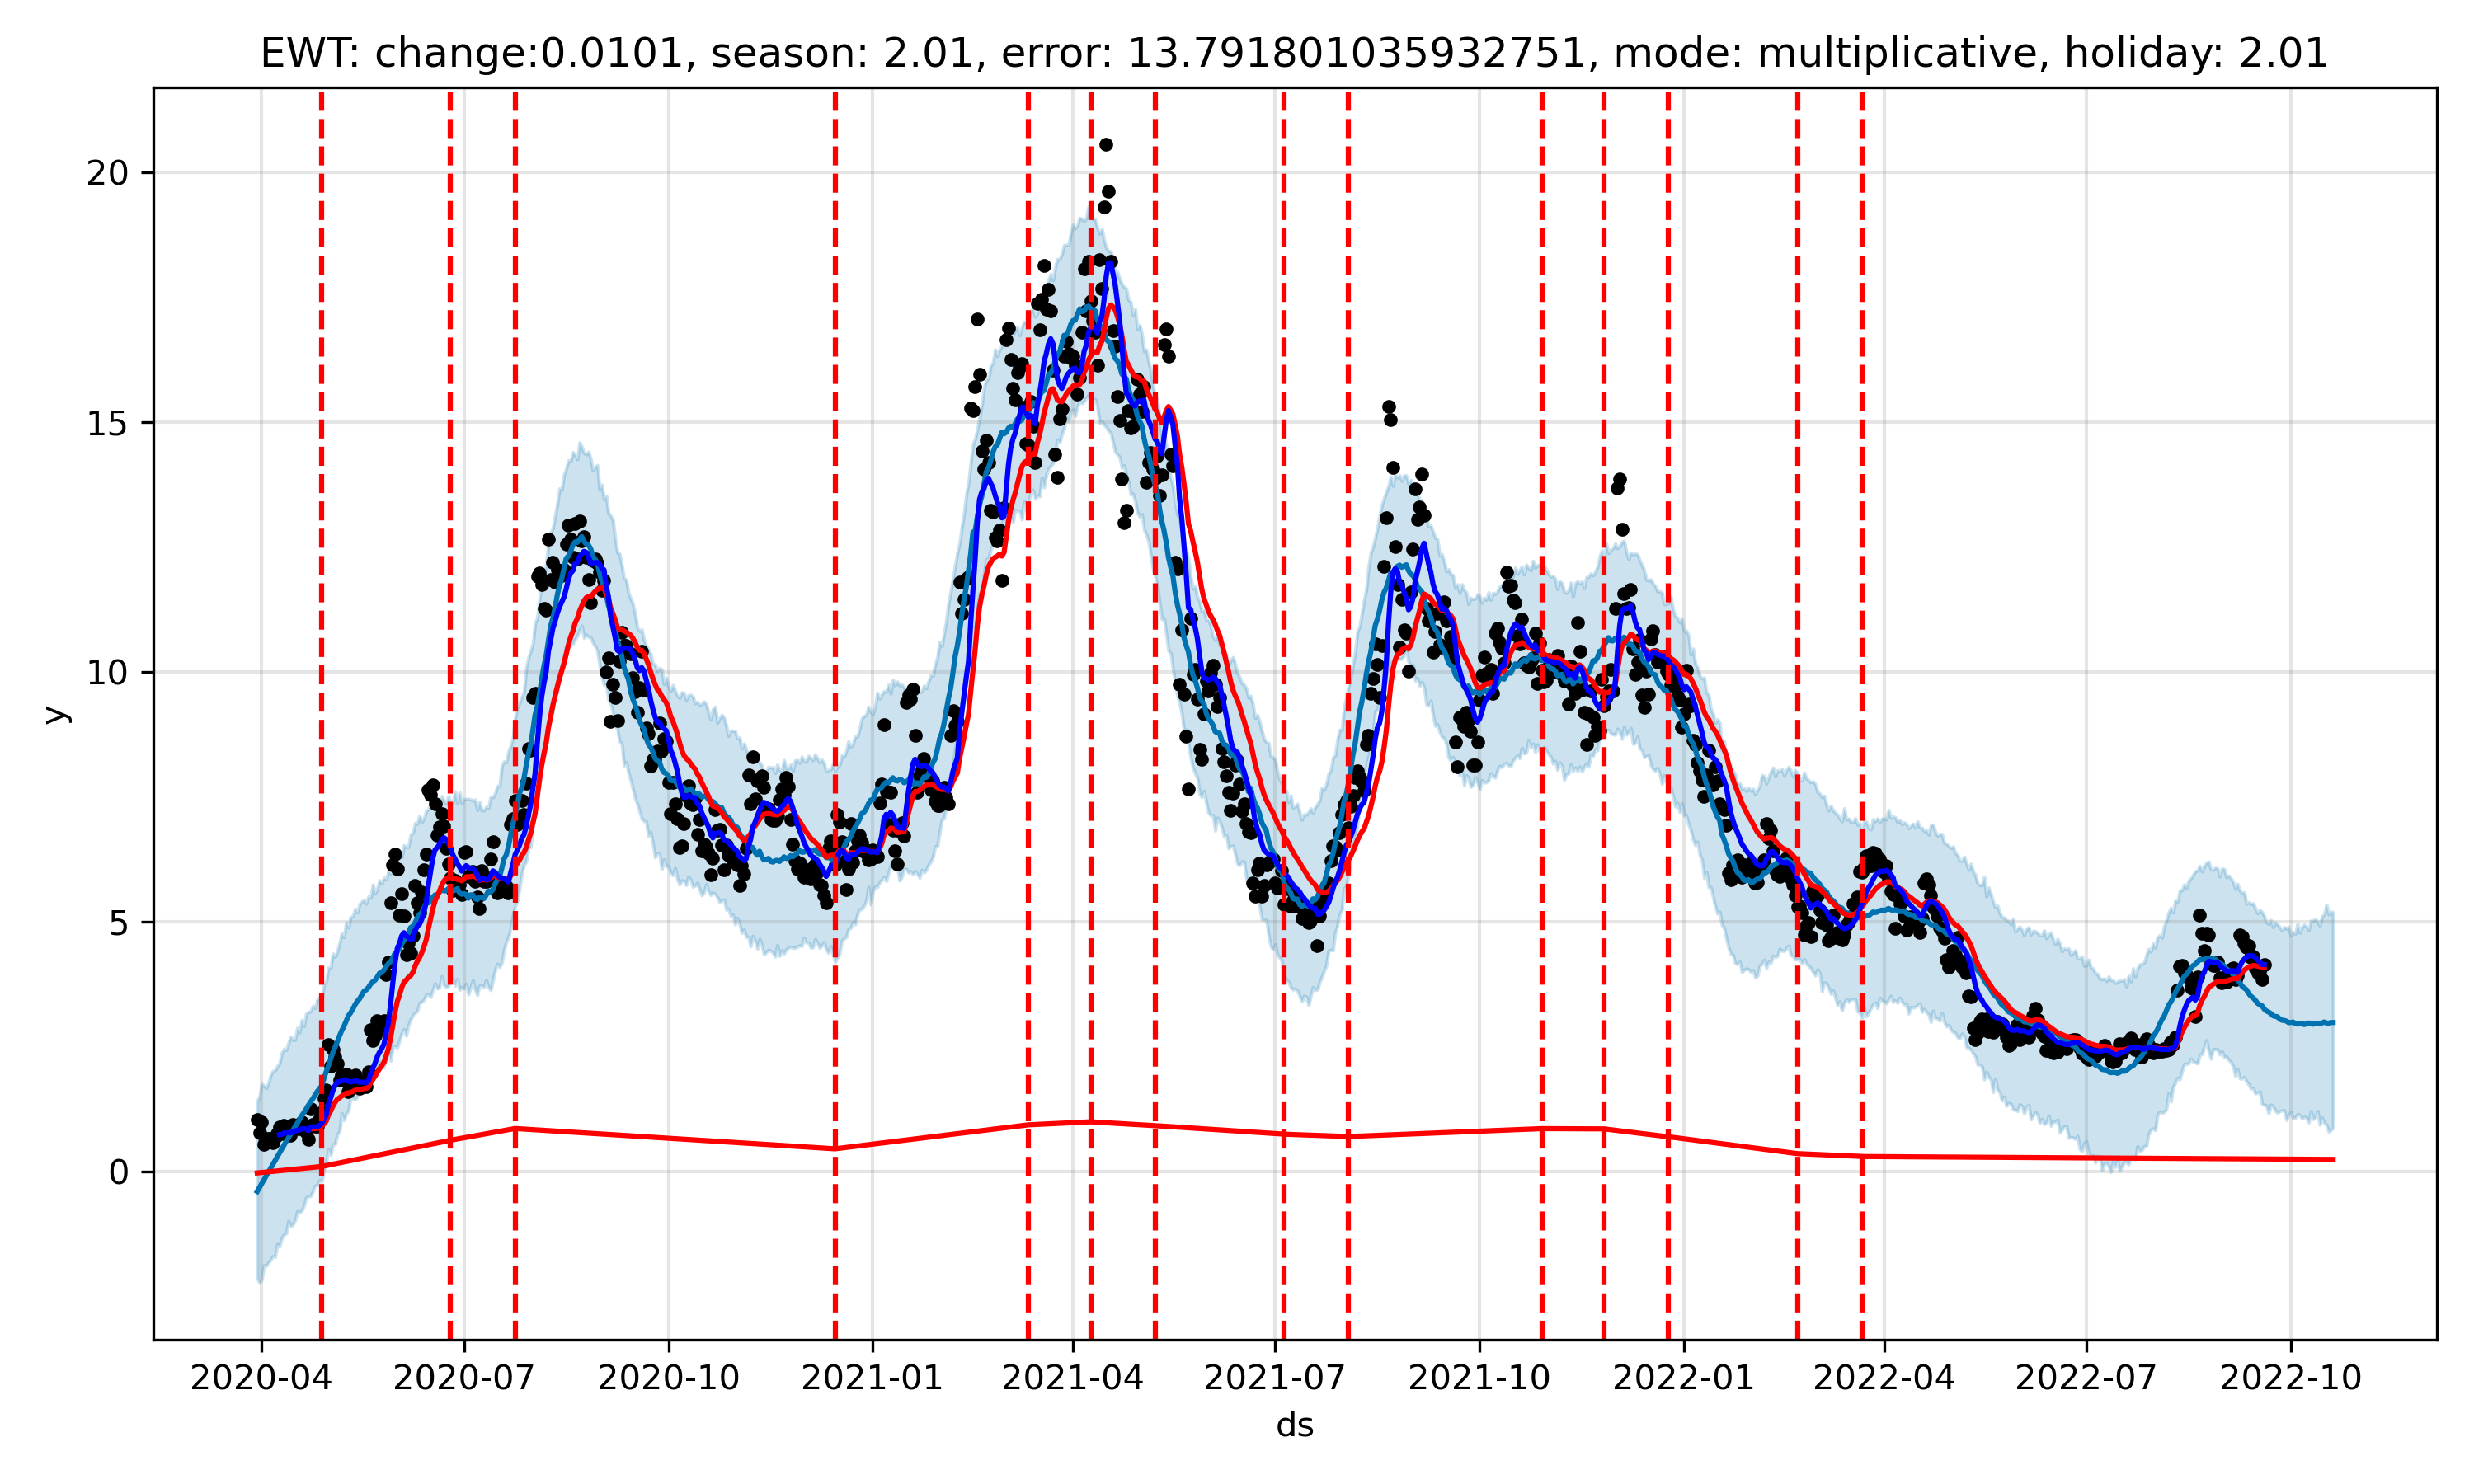 EWT: change:0.0101, season: 2.01, error: 13.791801035932751, mode: multiplicative, holiday: 2.01
20
15
10
5
0
y
2020-04 2020-07 2020-10 2021-01 2021-04 2021-07 2021-10 2022-01 2022-04 2022-07 2022-10
ds